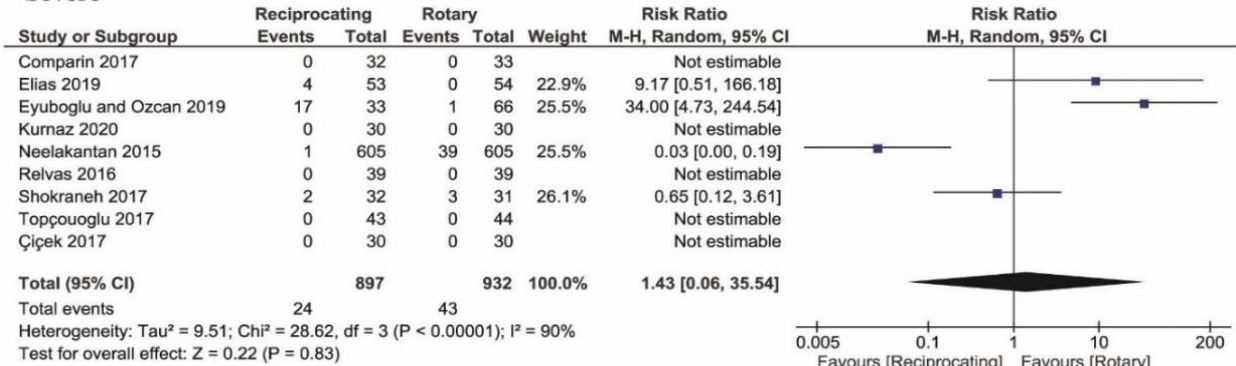 Reciprocating Rotary Risk Ratio Risk Ratio
Study or Subgroup Events Total Events Total Weight M-H, Random, 95% CI M-H, Random, 95% CI
Comparin 2017 0 32 0 33 Not estimable
Elias 2019 4 53 0 54 22.9% 9.17 [0.51, 166.18]
Eyuboglu and Ozcan 2019 17 33 1 66 25.5% 34.00 [4.73, 244.54]
Kurnaz 2020 0 30 0 30 Not estimable
Neelakantan 2015 1 605 39 605 25.5% 0.03 [0.00, 0.19]
Relvas 2016 0 39 0 39 Not estimable
Shokraneh 2017 2 32 3 31 26.1% 0.65 [0.12, 3.61]
Topçouoglu 2017 0 43 0 44 Not estimable
Çiçek 2017 0 30 0 30 Not estimable
Total (95% CI) 897 932 100.0% 1.43 [0.06, 35.54]
Total events 24 43
Heterogeneity: Tau² = 9.51; Chi² = 28.62, df = 3 (P < 0.00001); I² = 90%
Test for overall effect: Z = 0.22 (P = 0.83)
0.005 0.1 1 10 200
Favours [Reciprocating] Favours [Rotary]